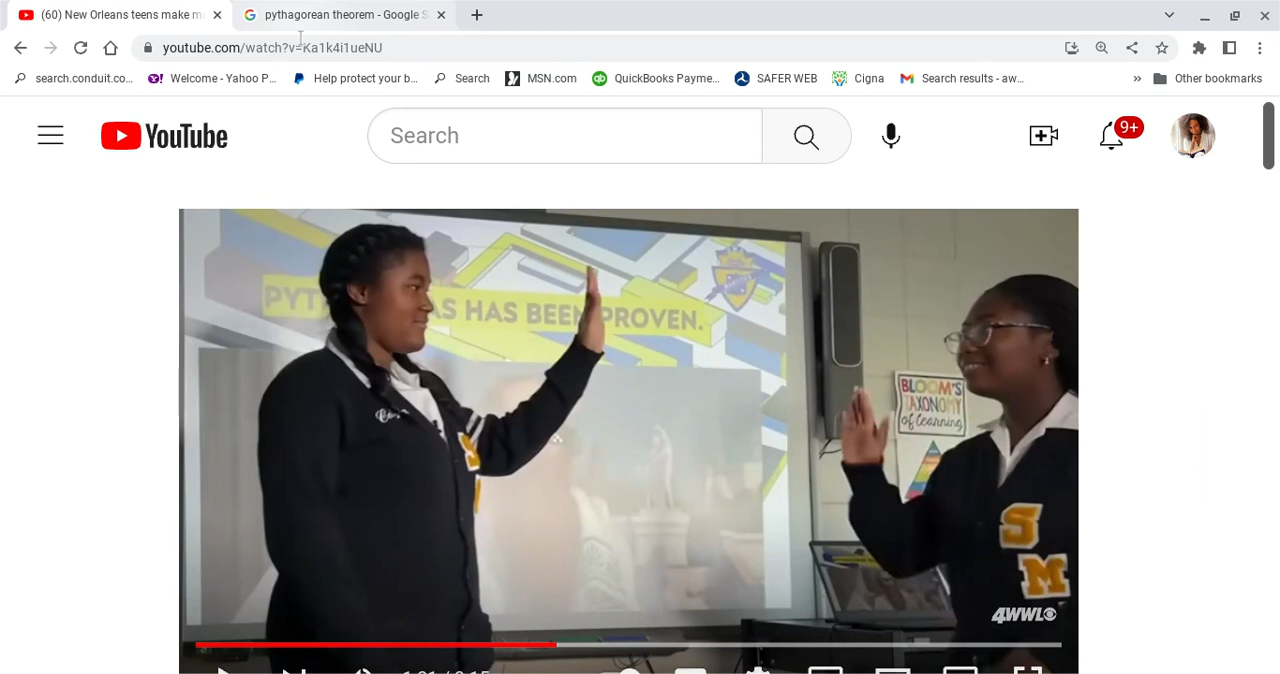 (60) New Orleans teens make m
pythagorean theorem - Google S
youtube.com/watch?v=Ka1k4i1ueNU
search.conduit.co...
Welcome - Yahoo P...
Help protect your b...
Search
MSN.com
QuickBooks Payme...
SAFER WEB
Cigna
Search results - aw...
»
Other bookmarks
YouTube
Search
9+
PYT AS HAS BEEN PROVEN.
BLOOM'S
TAXONOMY
of Learning
S
M
4WWL